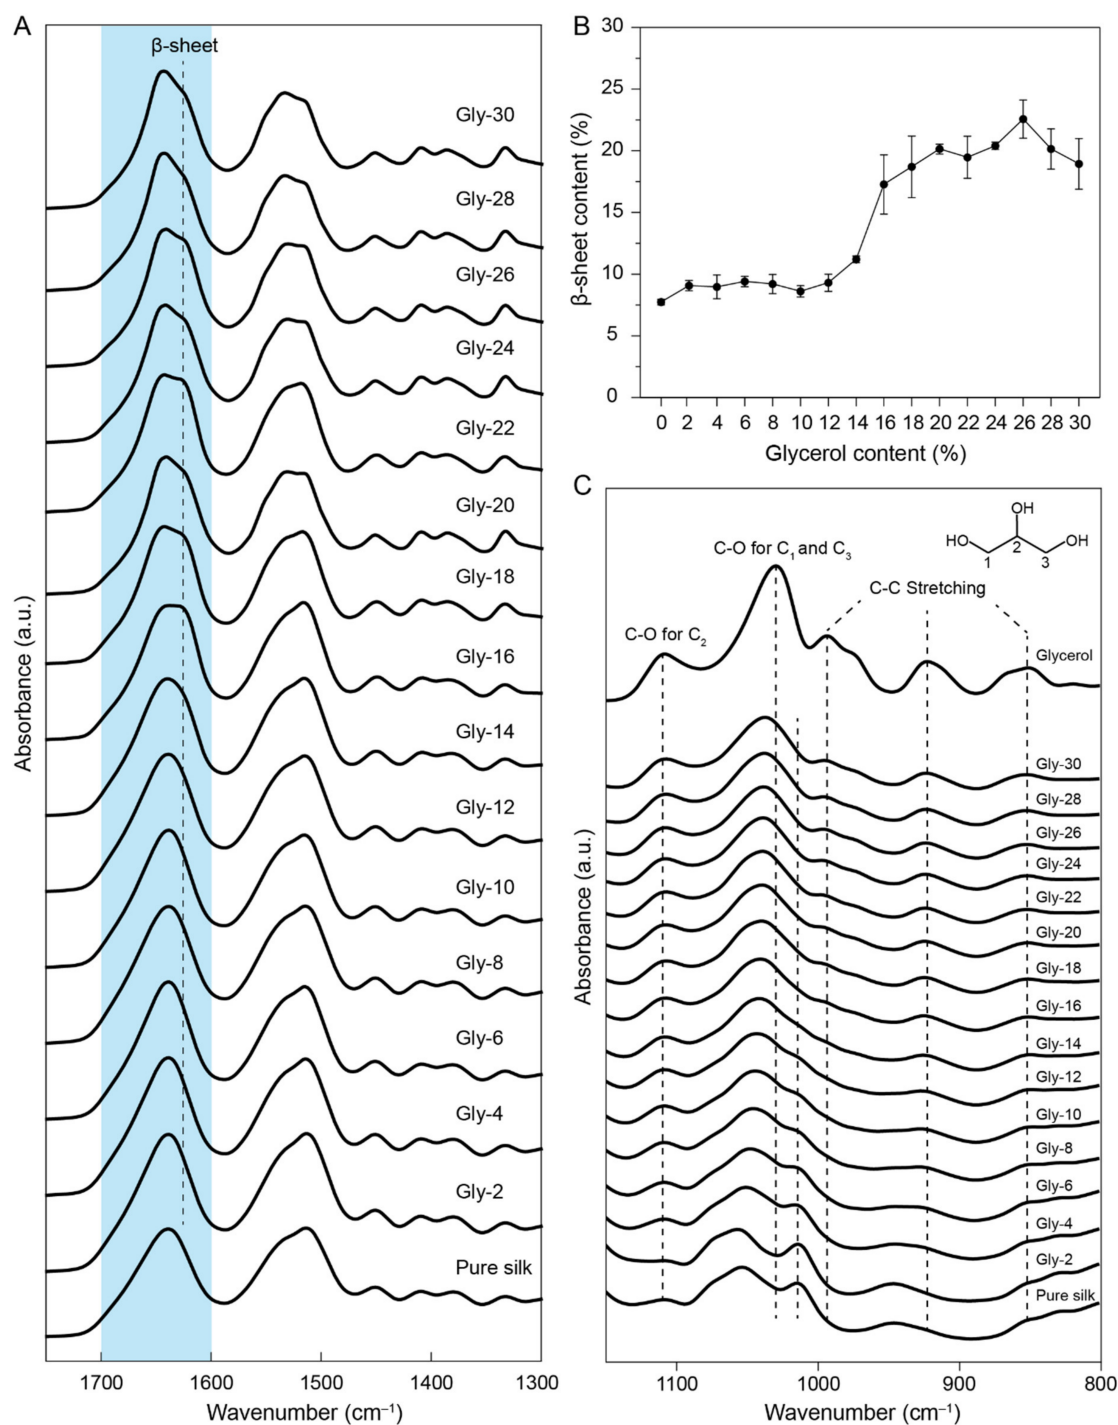 A
β-sheet
Gly-30
Gly-28
Gly-26
Gly-24
Gly-22
Gly-20
Gly-18
Gly-16
Gly-14
Gly-12
Gly-10
Gly-8
Gly-6
Gly-4
Gly-2
Pure silk
Absorbance (a.u.)
1700 1600 1500 1400 1300
Wavenumber (cm⁻¹)
B
30
25
20
15
10
5
0
β-sheet content (%)
0 2 4 6 8 10 12 14 16 18 20 22 24 26 28 30
Glycerol content (%)
C
OH
HO OH
1 2 3
C-O for C₁ and C₃
C-C Stretching
C-O for C₂
Glycerol
Gly-30
Gly-28
Gly-26
Gly-24
Gly-22
Gly-20
Gly-18
Gly-16
Gly-14
Gly-12
Gly-10
Gly-8
Gly-6
Gly-4
Gly-2
Pure silk
Absorbance (a.u.)
1100 1000 900 800
Wavenumber (cm⁻¹)